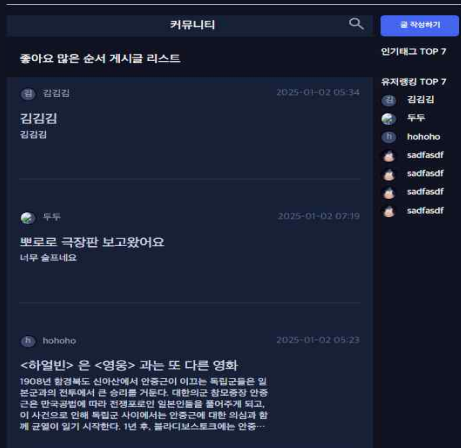 커뮤니티
글 작성하기
좋아요 많은 순서 게시글 리스트
인기태그 TOP 7
유저랭킹 TOP 7
김 김김김
두두
h hohoho
sadfasdf
sadfasdf
sadfasdf
sadfasdf
김 김김김 2025-01-02 05:34
김김김
김김김
두두 2025-01-02 07:19
뽀로로 극장판 보고왔어요
너무 슬프네요
h hohoho 2025-01-02 05:23
<하얼빈> 은 <영웅> 과는 또 다른 영화
1908년 함경북도 신아산에서 안중근이 이끄는 독립군들은 일
본군과의 전투에서 큰 승리를 거둔다. 대한의군 참모중장 안중
근은 만국공법에 따라 전쟁포로인 일본인들을 풀어주게 되고,
이 사건으로 인해 독립군 사이에서는 안중근에 대한 의심과 함
께 균열이 일기 시작한다. 1년 후, 블라디보스토크에는 안중…